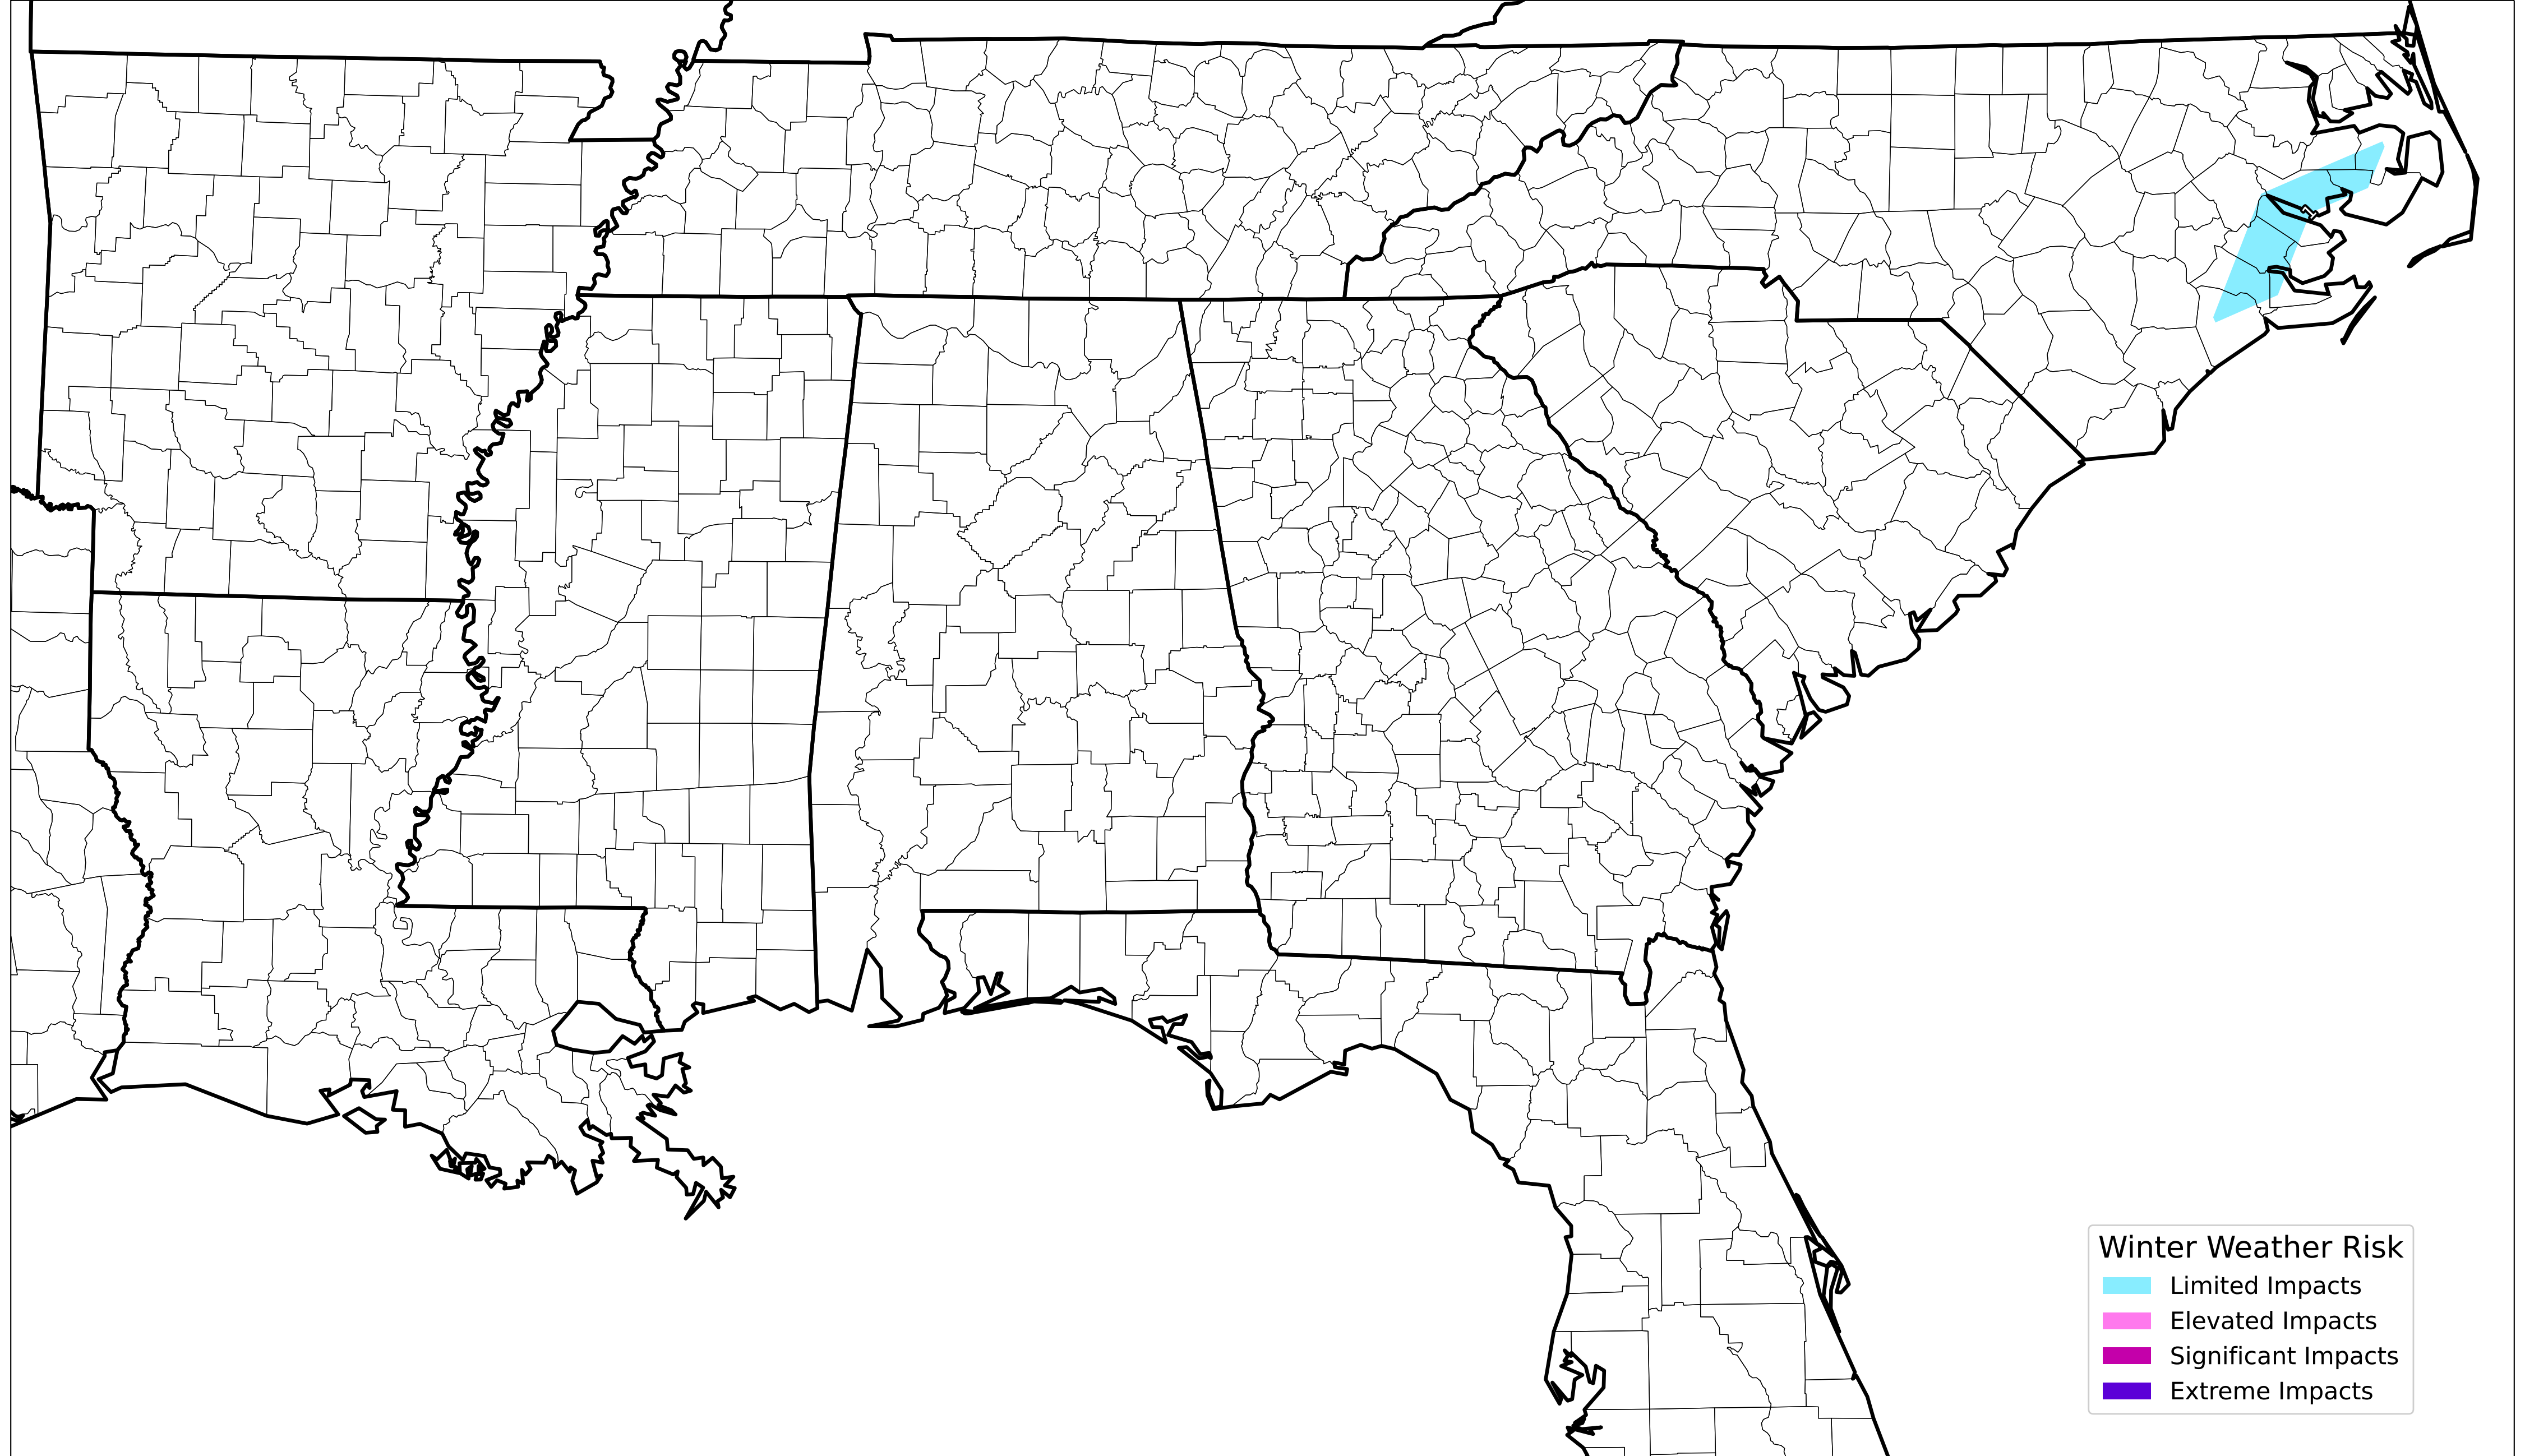 Winter Weather Risk
Limited Impacts
Elevated Impacts
Significant Impacts
Extreme Impacts